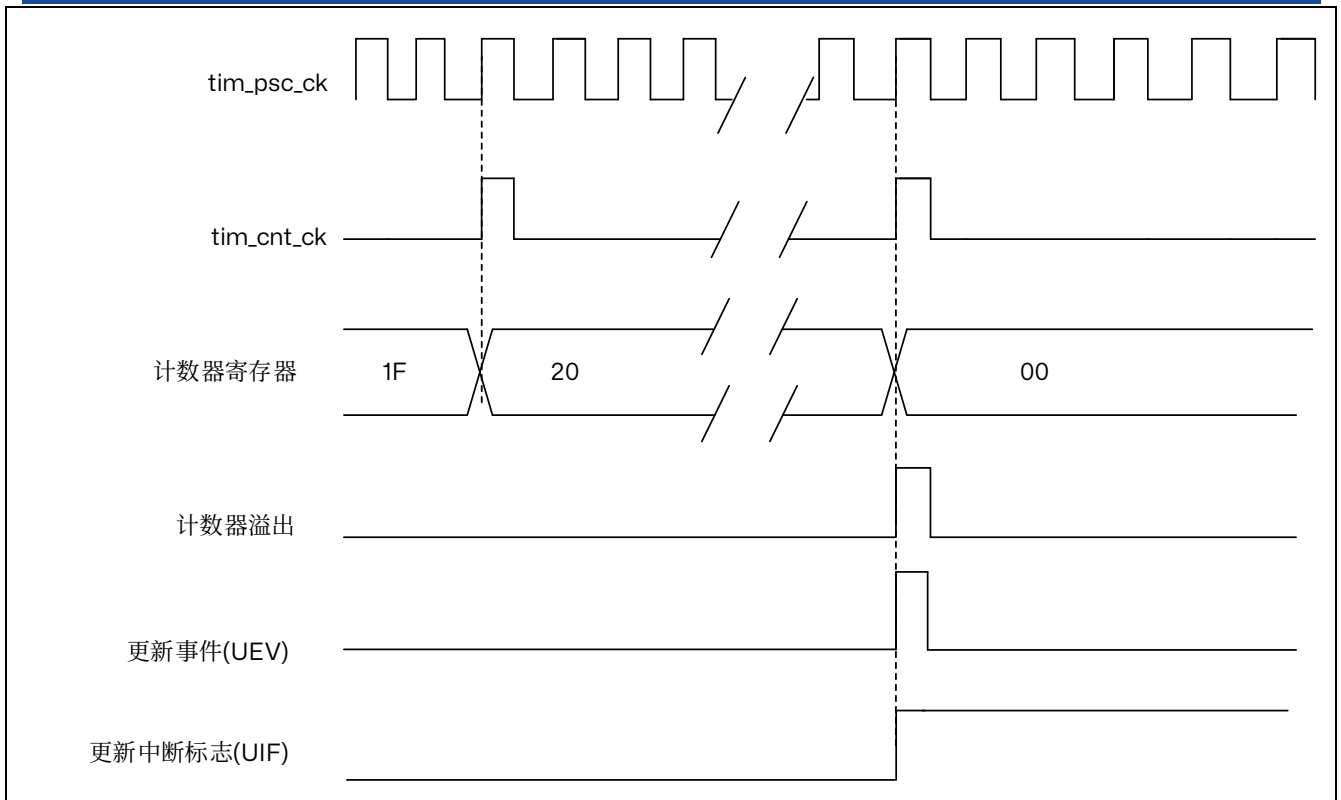 tim_psc_ck
tim_cnt_ck
计数器寄存器 1F 20 00
计数器溢出
更新事件(UEV)
更新中断标志(UIF)